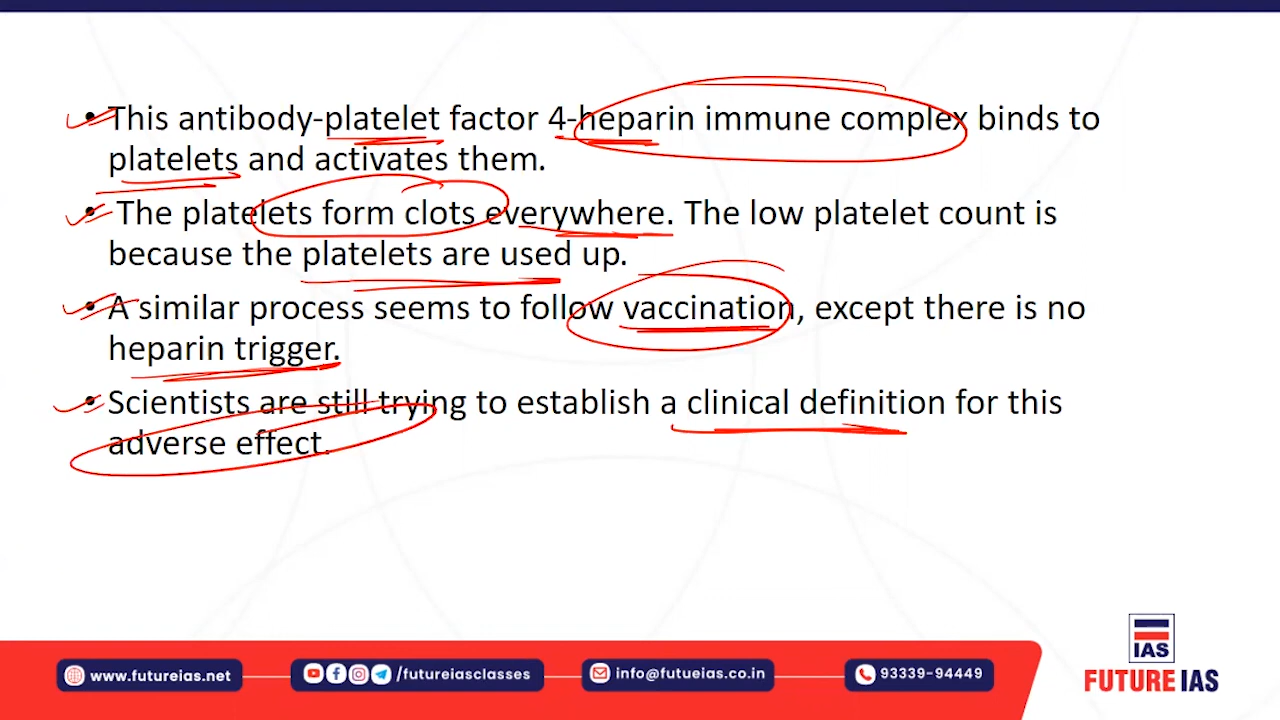 • This antibody-platelet factor 4-heparin immune complex binds to
platelets and activates them.
• The platelets form clots everywhere. The low platelet count is
because the platelets are used up.
• A similar process seems to follow vaccination, except there is no
heparin trigger.
• Scientists are still trying to establish a clinical definition for this
adverse effect.
IAS
FUTURE IAS
www.futureias.net
/futureiasclasses
info@futueias.co.in
93339-94449